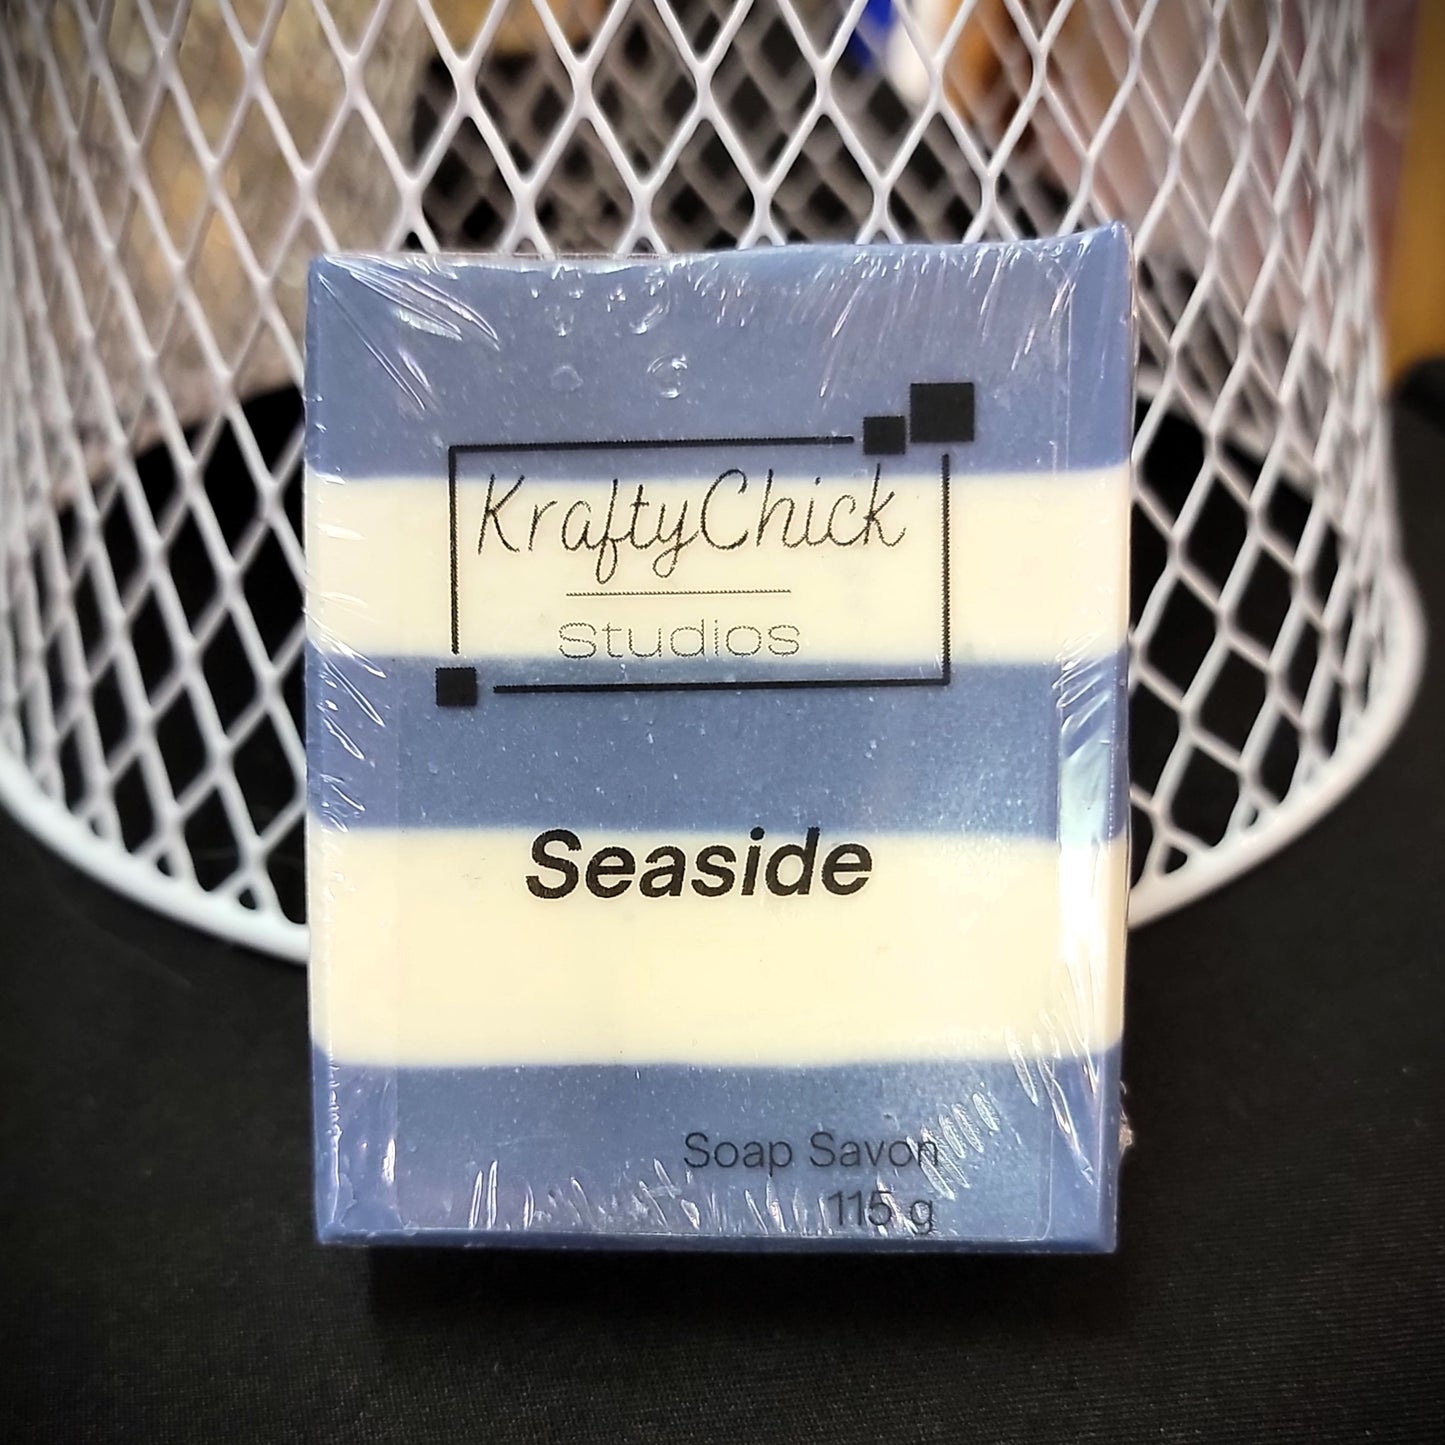 KraftyChick
Studios
Seaside
Soap Savon
115 g